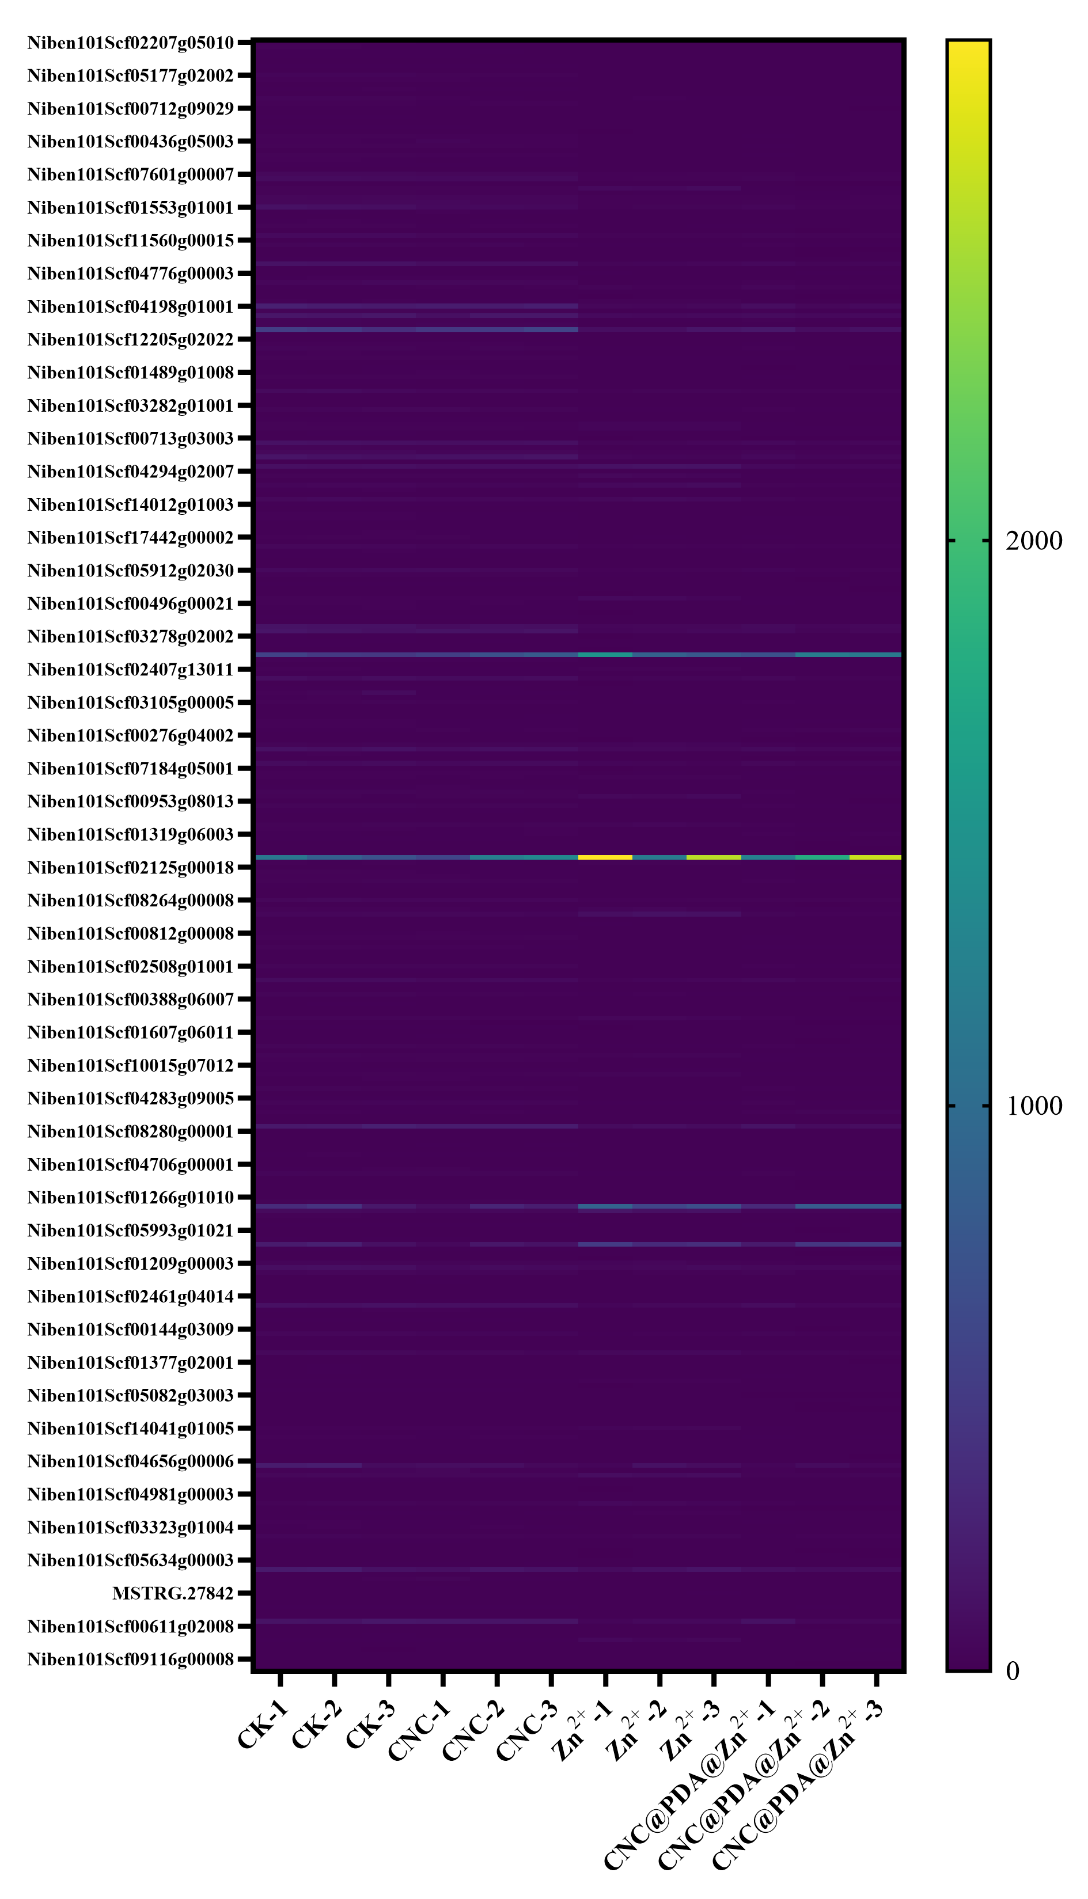 Niben101Scf02207g05010
Niben101Scf05177g02002
Niben101Scf00712g09029
Niben101Scf00436g05003
Niben101Scf07601g00007
Niben101Scf01553g01001
Niben101Scf11560g00015
Niben101Scf04776g00003
Niben101Scf04198g01001
Niben101Scf12205g02022
Niben101Scf01489g01008
Niben101Scf03282g01001
Niben101Scf00713g03003
Niben101Scf04294g02007
Niben101Scf14012g01003
Niben101Scf17442g00002
Niben101Scf05912g02030
Niben101Scf00496g00021
Niben101Scf03278g02002
Niben101Scf02407g13011
Niben101Scf03105g00005
Niben101Scf00276g04002
Niben101Scf07184g05001
Niben101Scf00953g08013
Niben101Scf01319g06003
Niben101Scf02125g00018
Niben101Scf08264g00008
Niben101Scf00812g00008
Niben101Scf02508g01001
Niben101Scf00388g06007
Niben101Scf01607g06011
Niben101Scf10015g07012
Niben101Scf04283g09005
Niben101Scf08280g00001
Niben101Scf04706g00001
Niben101Scf01266g01010
Niben101Scf05993g01021
Niben101Scf01209g00003
Niben101Scf02461g04014
Niben101Scf00144g03009
Niben101Scf01377g02001
Niben101Scf05082g03003
Niben101Scf14041g01005
Niben101Scf04656g00006
Niben101Scf04981g00003
Niben101Scf03323g01004
Niben101Scf05634g00003
MSTRG.27842
Niben101Scf00611g02008
Niben101Scf09116g00008
CK-1
CK-2
CK-3
CNC-1
CNC-2
CNC-3
Zn²⁺-1
Zn²⁺-2
Zn²⁺-3
CNC@PDA@Zn²⁺-1
CNC@PDA@Zn²⁺-2
CNC@PDA@Zn²⁺-3
2000
1000
0